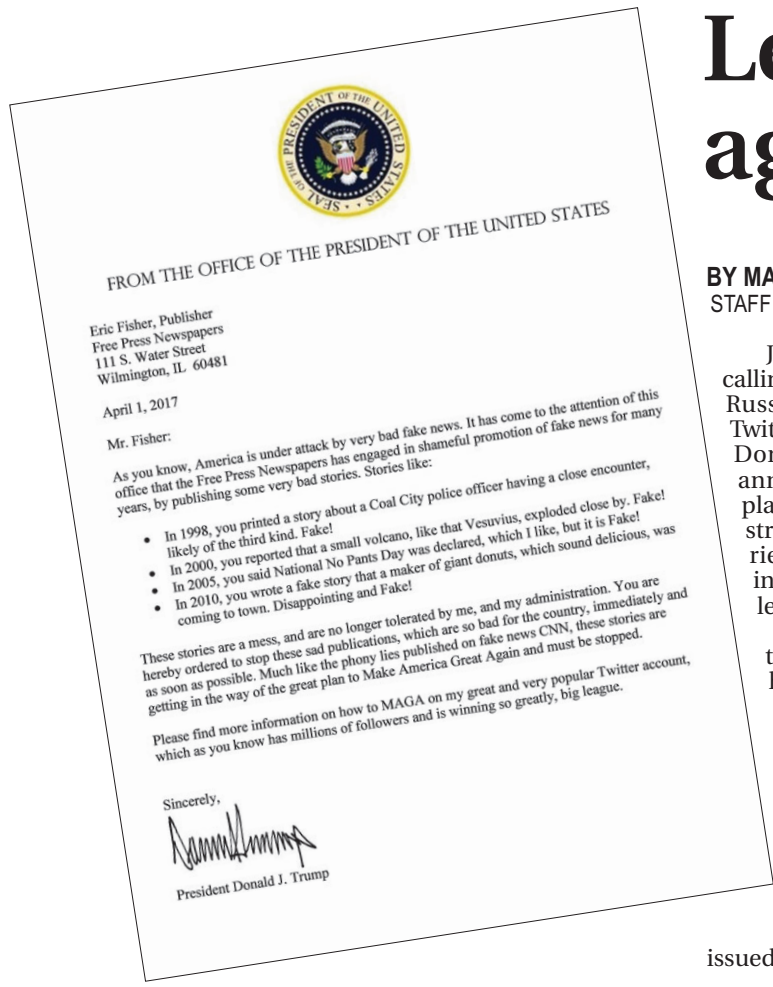 SEAL OF THE PRESIDENT OF THE UNITED STATES
FROM THE OFFICE OF THE PRESIDENT OF THE UNITED STATES
Eric Fisher, Publisher
Free Press Newspapers
111 S. Water Street
Wilmington, IL 60481
April 1, 2017
Mr. Fisher:
As you know, America is under attack by very bad fake news. It has come to the attention of this
office that the Free Press Newspapers has engaged in shameful promotion of fake news for many
years, by publishing some very bad stories. Stories like:
• In 1998, you printed a story about a Coal City police officer having a close encounter,
likely of the third kind. Fake!
• In 2000, you reported that a small volcano, like that Vesuvius, exploded close by. Fake!
• In 2005, you said National No Pants Day was declared, which I like, but it is Fake!
• In 2010, you wrote a fake story that a maker of giant donuts, which sound delicious, was
coming to town. Disappointing and Fake!
These stories are a mess, and are no longer tolerated by me, and my administration. You are
hereby ordered to stop these sad publications, which are so bad for the country, immediately and
as soon as possible. Much like the phony lies published on fake news CNN, these stories are
getting in the way of the great plan to Make America Great Again and must be stopped.
Please find more information on how to MAGA on my great and very popular Twitter account,
which as you know has millions of followers and is winning so greatly, big league.
Sincerely,
President Donald J. Trump
Le
ag
BY MA
STAFF
J
callin
Russ
Twit
Dor
ann
pla
str
rie
in
le
t
issued